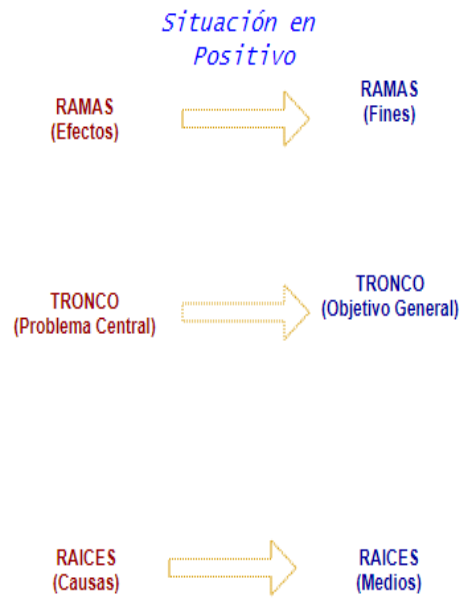 Situación en
Positivo
RAMAS
(Efectos)
RAMAS
(Fines)
TRONCO
(Problema Central)
TRONCO
(Objetivo General)
RAICES
(Causas)
RAICES
(Medios)